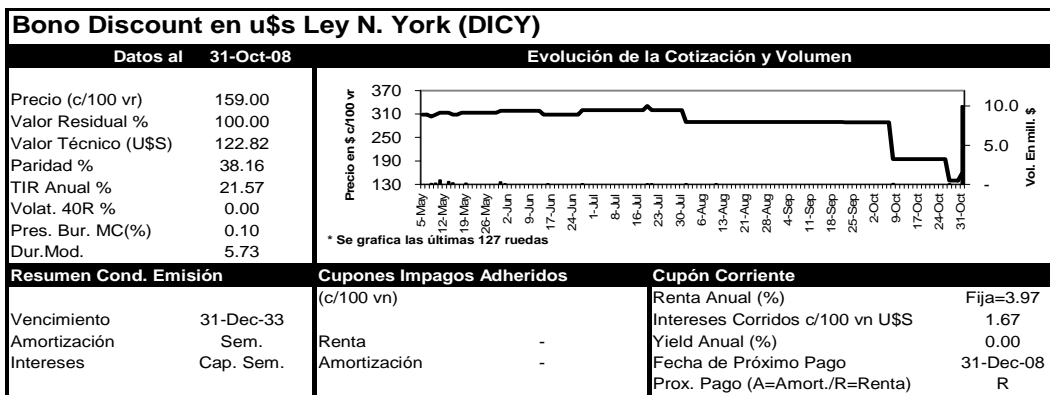 Bono Discount en u$s Ley N. York (DICY)
Datos al 31-Oct-08
Precio (c/100 vr) 159.00
Valor Residual % 100.00
Valor Técnico (U$S) 122.82
Paridad % 38.16
TIR Anual % 21.57
Volat. 40R % 0.00
Pres. Bur. MC(%) 0.10
Dur.Mod. 5.73
Evolución de la Cotización y Volumen
Precio en $ c/100 vr
370
310
250
190
130
10.0
5.0
-
Vol. En mill. $
5-May 12-May 19-May 26-May 2-Jun 9-Jun 17-Jun 24-Jun 1-Jul 8-Jul 16-Jul 23-Jul 30-Jul 6-Aug 13-Aug 21-Aug 28-Aug 4-Sep 11-Sep 18-Sep 25-Sep 2-Oct 9-Oct 17-Oct 24-Oct 31-Oct
* Se grafica las últimas 127 ruedas
Resumen Cond. Emisión
Vencimiento 31-Dec-33
Amortización Sem.
Intereses Cap. Sem.
Cupones Impagos Adheridos
(c/100 vn)
Renta -
Amortización -
Cupón Corriente
Renta Anual (%) Fija=3.97
Intereses Corridos c/100 vn U$S 1.67
Yield Anual (%) 0.00
Fecha de Próximo Pago 31-Dec-08
Prox. Pago (A=Amort./R=Renta) R